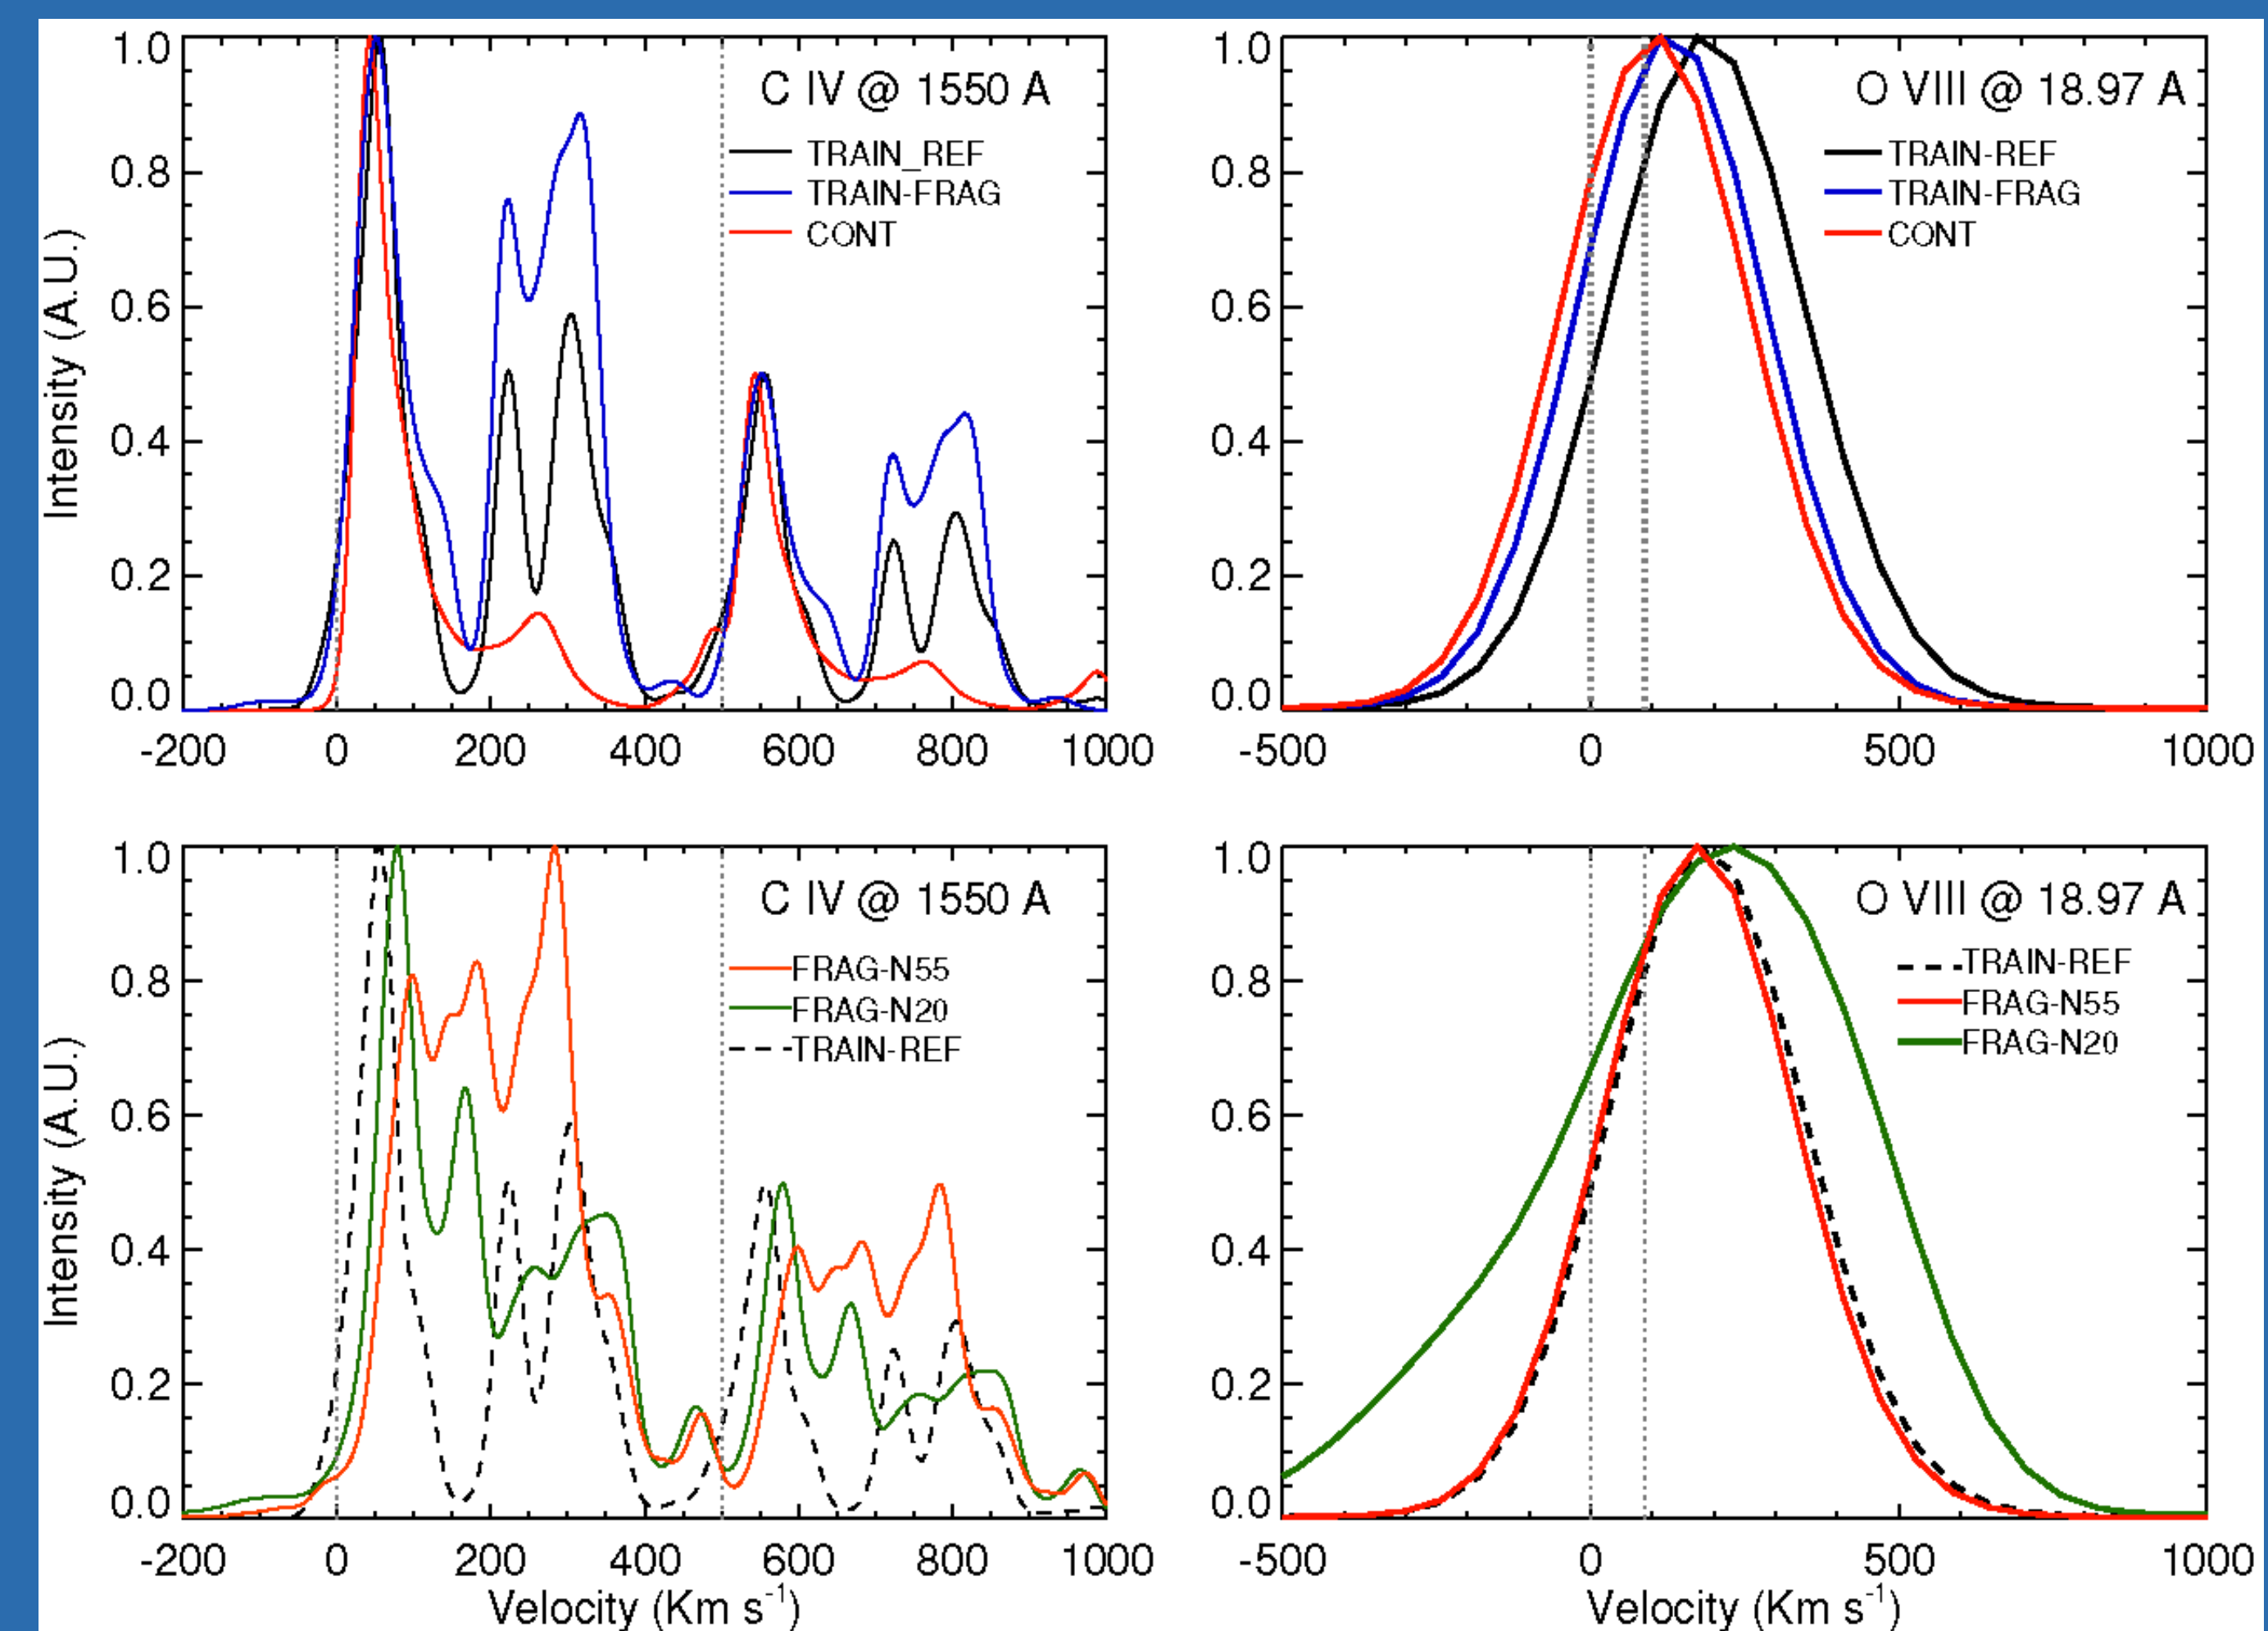 C IV @ 1550 A
TRAIN_REF
TRAIN-FRAG
CONT
Intensity (A.U.)
1.0
0.8
0.6
0.4
0.2
0.0
-200 0 200 400 600 800 1000
O VIII @ 18.97 A
TRAIN-REF
TRAIN-FRAG
CONT
1.0
0.8
0.6
0.4
0.2
0.0
-500 0 500 1000
C IV @ 1550 A
FRAG-N55
FRAG-N20
TRAIN-REF
Intensity (A.U.)
1.0
0.8
0.6
0.4
0.2
0.0
-200 0 200 400 600 800 1000
Velocity (Km s⁻¹)
O VIII @ 18.97 A
TRAIN-REF
FRAG-N55
FRAG-N20
1.0
0.8
0.6
0.4
0.2
0.0
-500 0 500 1000
Velocity (Km s⁻¹)